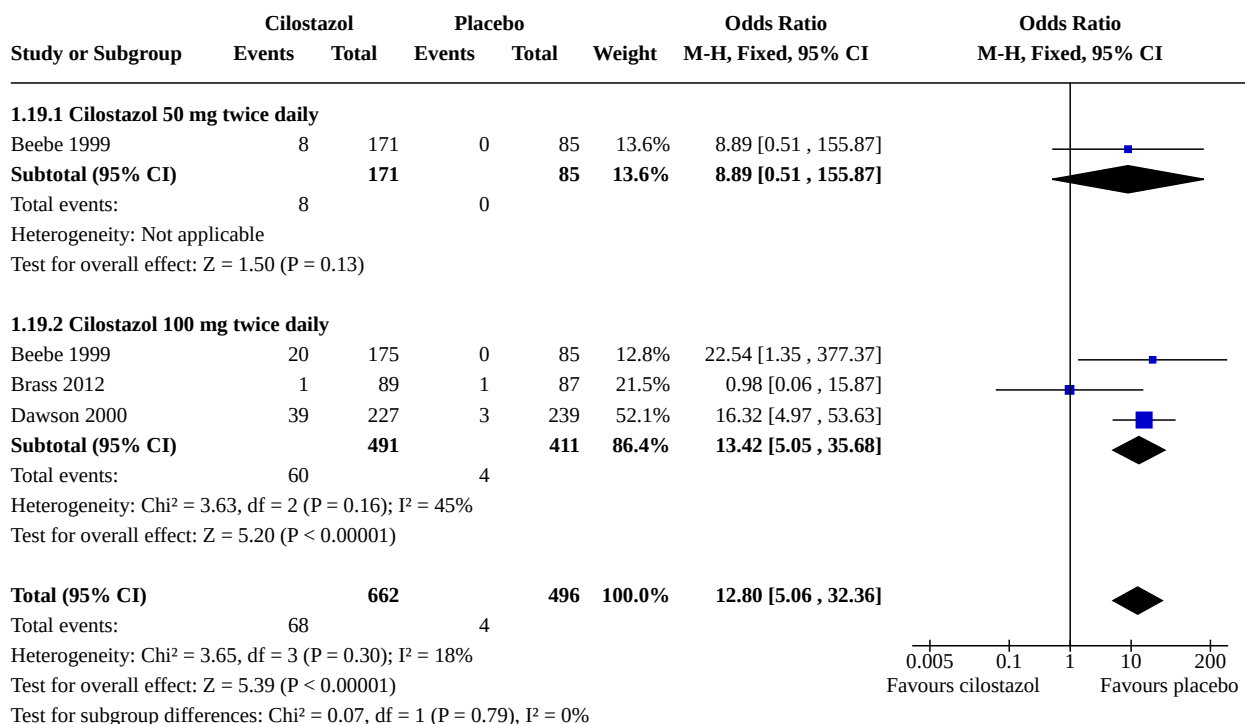 Cilostazol Placebo Odds Ratio Odds Ratio
Study or Subgroup Events Total Events Total Weight M-H, Fixed, 95% CI M-H, Fixed, 95% CI
1.19.1 Cilostazol 50 mg twice daily
Beebe 1999 8 171 0 85 13.6% 8.89 [0.51 , 155.87]
Subtotal (95% CI) 171 85 13.6% 8.89 [0.51 , 155.87]
Total events: 8 0
Heterogeneity: Not applicable
Test for overall effect: Z = 1.50 (P = 0.13)
1.19.2 Cilostazol 100 mg twice daily
Beebe 1999 20 175 0 85 12.8% 22.54 [1.35 , 377.37]
Brass 2012 1 89 1 87 21.5% 0.98 [0.06 , 15.87]
Dawson 2000 39 227 3 239 52.1% 16.32 [4.97 , 53.63]
Subtotal (95% CI) 491 411 86.4% 13.42 [5.05 , 35.68]
Total events: 60 4
Heterogeneity: Chi² = 3.63, df = 2 (P = 0.16); I² = 45%
Test for overall effect: Z = 5.20 (P < 0.00001)
Total (95% CI) 662 496 100.0% 12.80 [5.06 , 32.36]
Total events: 68 4
Heterogeneity: Chi² = 3.65, df = 3 (P = 0.30); I² = 18%
0.005 0.1 1 10 200
Test for overall effect: Z = 5.39 (P < 0.00001)
Favours cilostazol Favours placebo
Test for subgroup differences: Chi² = 0.07, df = 1 (P = 0.79), I² = 0%